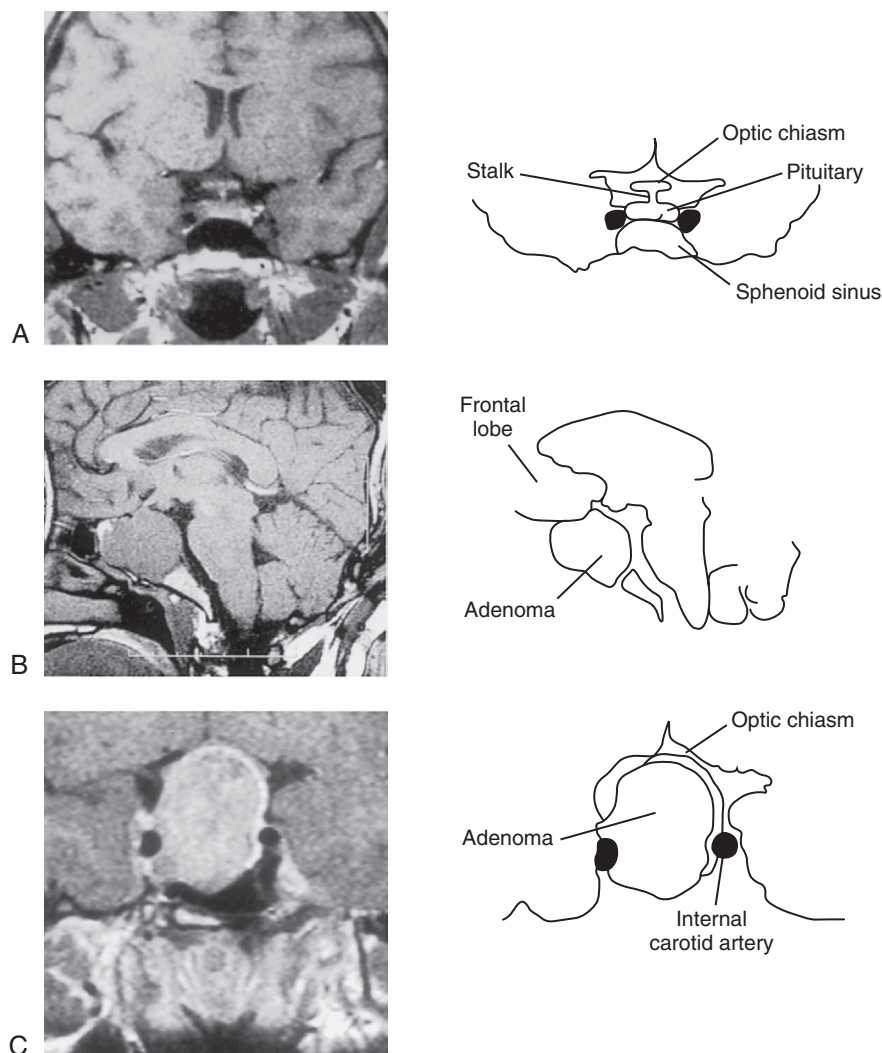 Optic chiasm
Stalk
Pituitary
Sphenoid sinus
A
Frontal
lobe
Adenoma
B
Optic chiasm
Adenoma
Internal
carotid artery
C